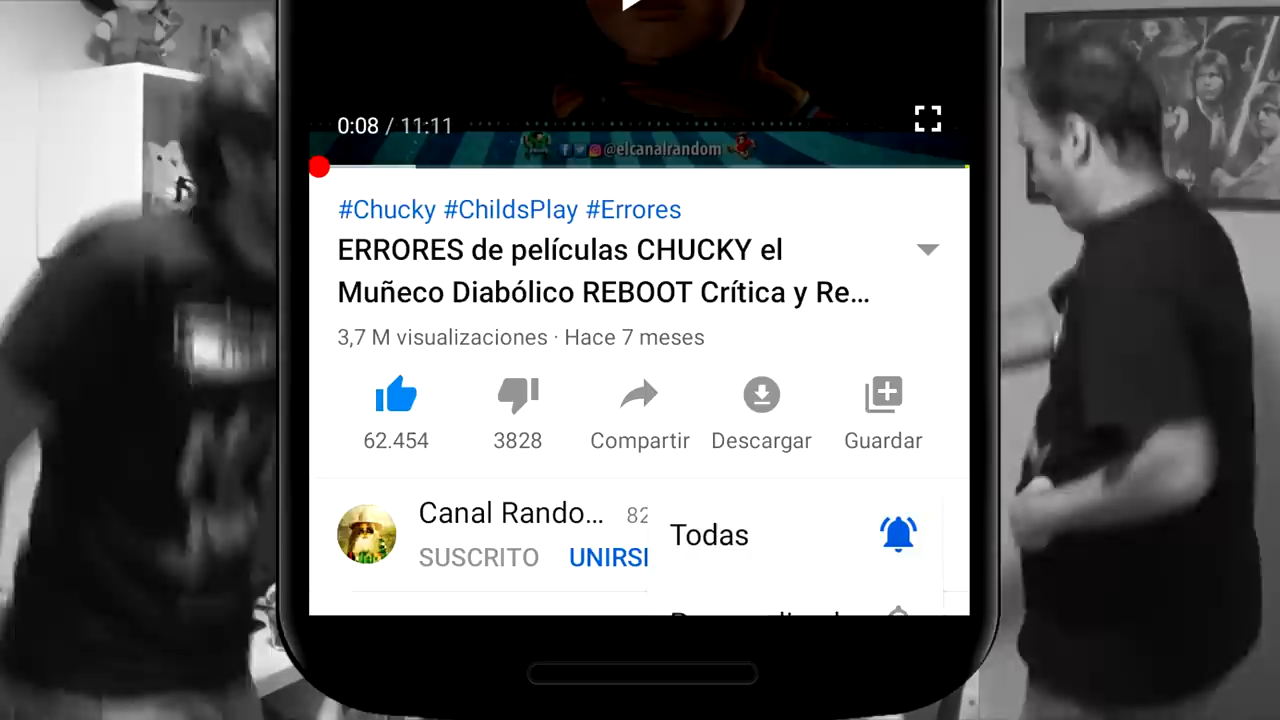 0:08 / 11:11
@elcanalrandom
#Chucky #ChildsPlay #Errores
ERRORES de películas CHUCKY el
Muñeco Diabólico REBOOT Crítica y Re...
3,7 M visualizaciones · Hace 7 meses
62.454 3828 Compartir Descargar Guardar
Canal Rando... 82
SUSCRITO UNIRSI
Todas